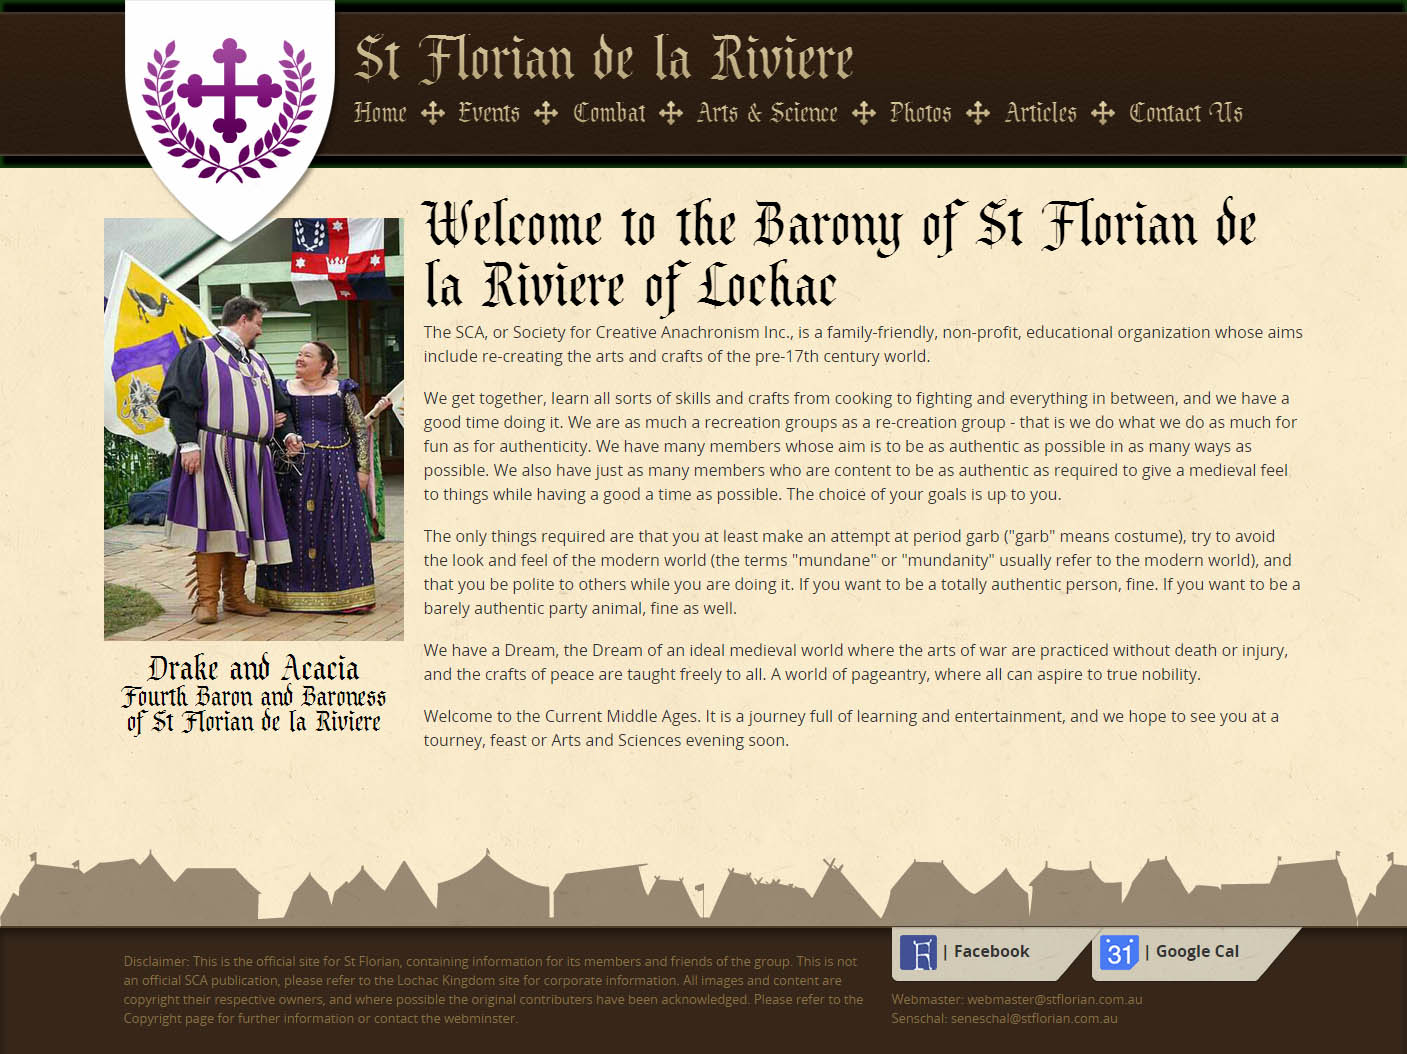 St Florian de la Riviere
Home Events Combat Arts & Science Photos Articles Contact Us
Welcome to the Barony of St Florian de
la Riviere of Lochac
The SCA, or Society for Creative Anachronism Inc., is a family-friendly, non-profit, educational organization whose aims
include re-creating the arts and crafts of the pre-17th century world.
We get together, learn all sorts of skills and crafts from cooking to fighting and everything in between, and we have a
good time doing it. We are as much a recreation groups as a re-creation group - that is we do what we do as much for
fun as for authenticity. We have many members whose aim is to be as authentic as possible in as many ways as
possible. We also have just as many members who are content to be as authentic as required to give a medieval feel
to things while having a good a time as possible. The choice of your goals is up to you.
The only things required are that you at least make an attempt at period garb ("garb" means costume), try to avoid
the look and feel of the modern world (the terms "mundane" or "mundanity" usually refer to the modern world), and
that you be polite to others while you are doing it. If you want to be a totally authentic person, fine. If you want to be a
barely authentic party animal, fine as well.
We have a Dream, the Dream of an ideal medieval world where the arts of war are practiced without death or injury,
and the crafts of peace are taught freely to all. A world of pageantry, where all can aspire to true nobility.
Welcome to the Current Middle Ages. It is a journey full of learning and entertainment, and we hope to see you at a
tourney, feast or Arts and Sciences evening soon.
Drake and Acacia
Fourth Baron and Baroness
of St Florian de la Riviere
Disclaimer: This is the official site for St Florian, containing information for its members and friends of the group. This is not
an official SCA publication, please refer to the Lochac Kingdom site for corporate information. All images and content are
copyright their respective owners, and where possible the original contributers have been acknowledged. Please refer to the
Copyright page for further information or contact the webminster.
| Facebook
31 | Google Cal
Webmaster: webmaster@stflorian.com.au
Senschal: seneschal@stflorian.com.au